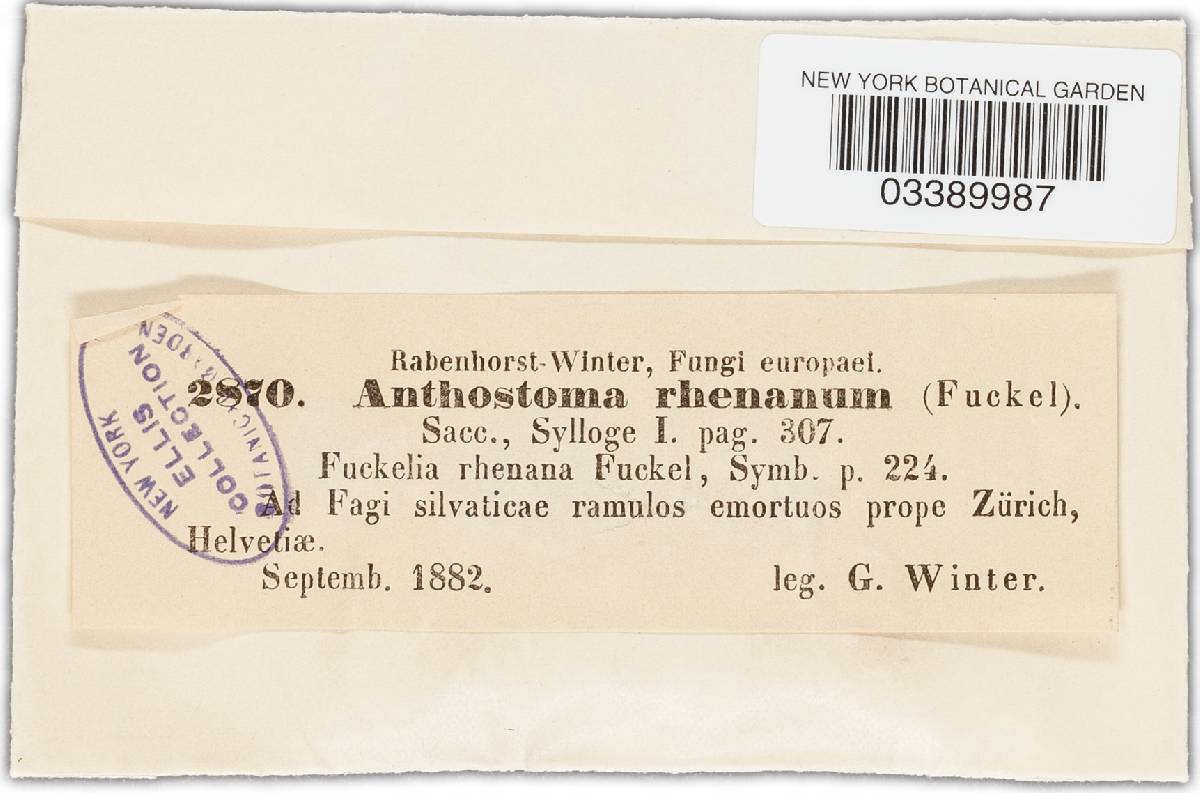 NEW YORK BOTANICAL GARDEN
03389987
Rabenhorst-Winter, Fungi europaei.
2870. Anthostoma rhenanum (Fuckel).
Sacc., Sylloge I. pag. 307.
Fuckelia rhenana Fuckel, Symb. p. 224.
Ad Fagi silvaticae ramulos emortuos prope Zürich,
Helvetiæ.
Septemb. 1882. leg. G. Winter.
NEW YORK
ELLIS
COLLECTION